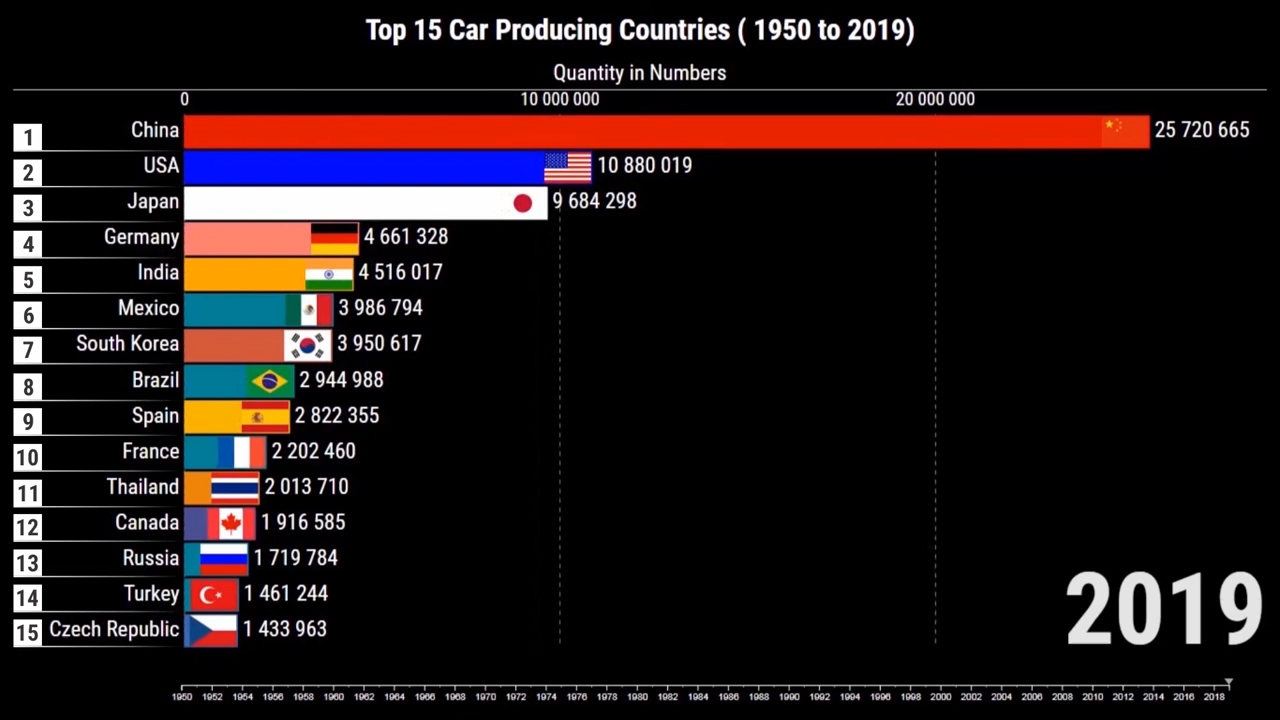 Top 15 Car Producing Countries ( 1950 to 2019)
Quantity in Numbers
0 10 000 000 20 000 000
1 China 25 720 665
2 USA 10 880 019
3 Japan 9 684 298
4 Germany 4 661 328
5 India 4 516 017
6 Mexico 3 986 794
7 South Korea 3 950 617
8 Brazil 2 944 988
9 Spain 2 822 355
10 France 2 202 460
11 Thailand 2 013 710
12 Canada 1 916 585
13 Russia 1 719 784
14 Turkey 1 461 244
15 Czech Republic 1 433 963
2019
1950 1952 1954 1956 1958 1960 1962 1964 1966 1968 1970 1972 1974 1976 1978 1980 1982 1984 1986 1988 1990 1992 1994 1996 1998 2000 2002 2004 2006 2008 2010 2012 2014 2016 2018